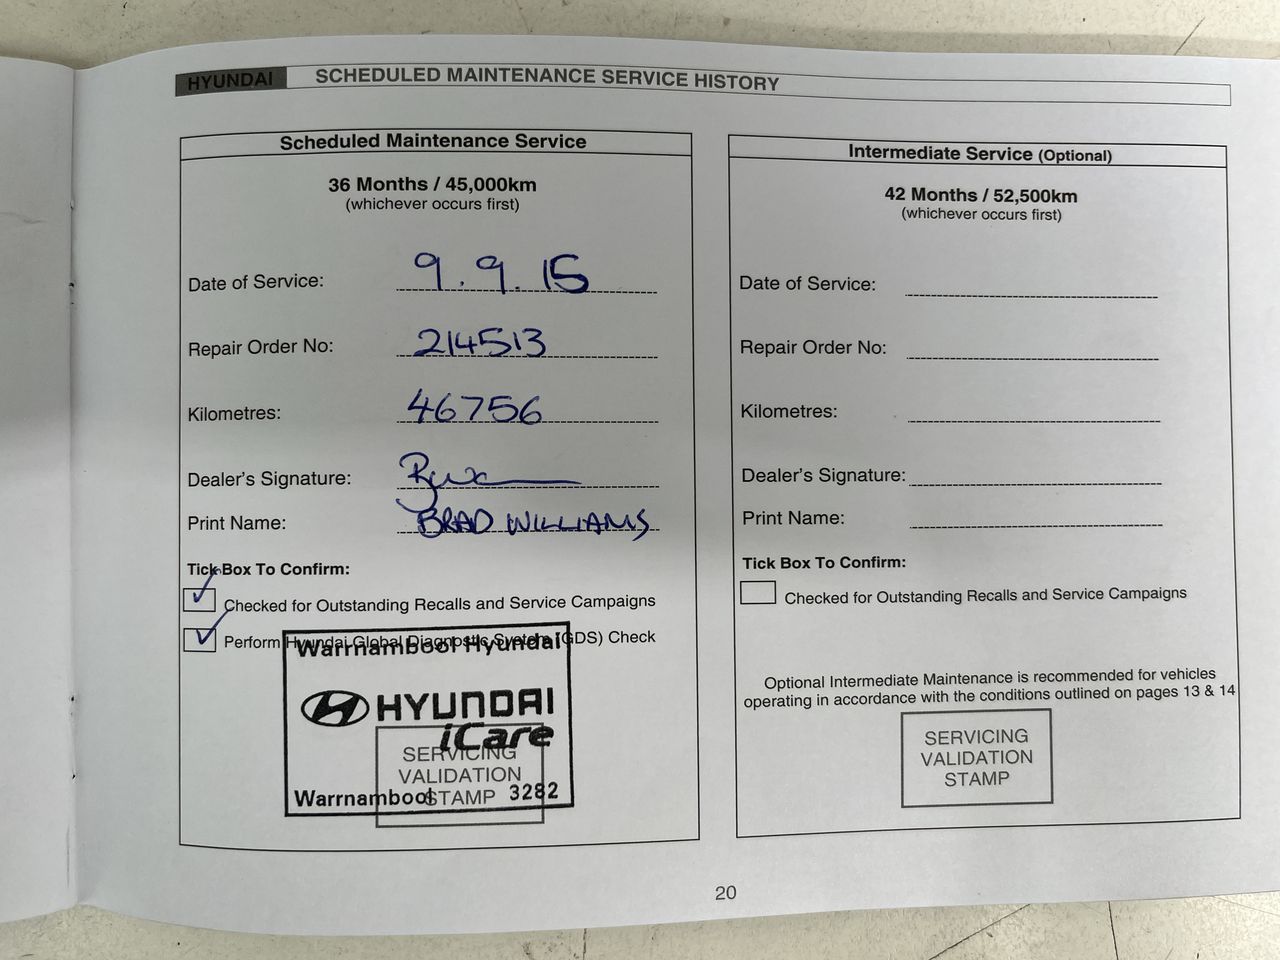 HYUNDAI SCHEDULED MAINTENANCE SERVICE HISTORY
Scheduled Maintenance Service
36 Months / 45,000km
(whichever occurs first)
Date of Service: 9.9.15
Repair Order No: 214513
Kilometres: 46756
Dealer's Signature:
Print Name: BRAD WILLIAMS
Tick Box To Confirm:
Checked for Outstanding Recalls and Service Campaigns
Perform Hyundai Global Diagnostic System (GDS) Check
Warrnambool Hyundai
HYUNDAI
iCare
SERVICING
VALIDATION
STAMP
Warrnambool 3282
Intermediate Service (Optional)
42 Months / 52,500km
(whichever occurs first)
Date of Service:
Repair Order No:
Kilometres:
Dealer's Signature:
Print Name:
Tick Box To Confirm:
Checked for Outstanding Recalls and Service Campaigns
Optional Intermediate Maintenance is recommended for vehicles
operating in accordance with the conditions outlined on pages 13 & 14
SERVICING
VALIDATION
STAMP
20